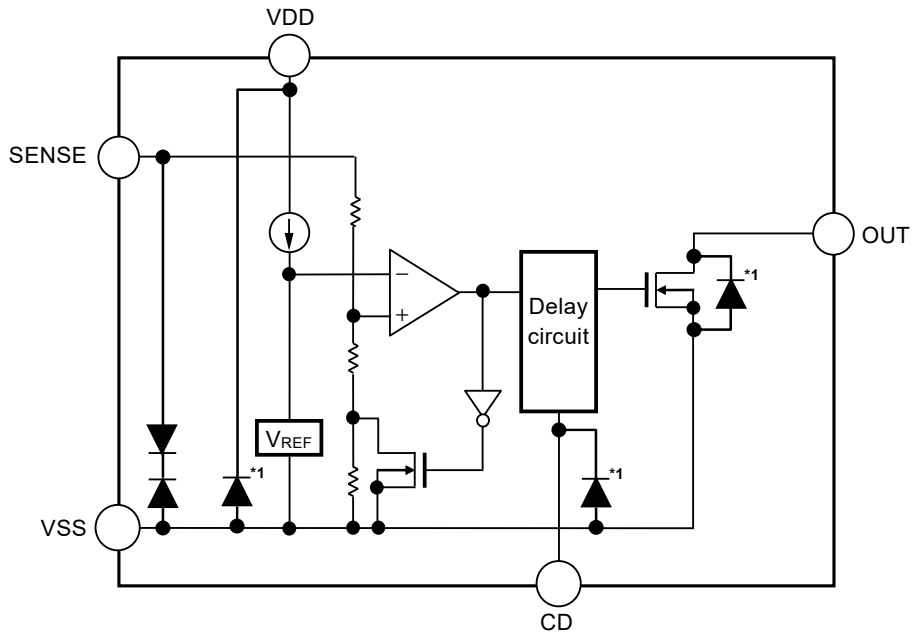 VDD
SENSE
OUT
*1
−
+
Delay
circuit
VREF
*1
*1
VSS
CD